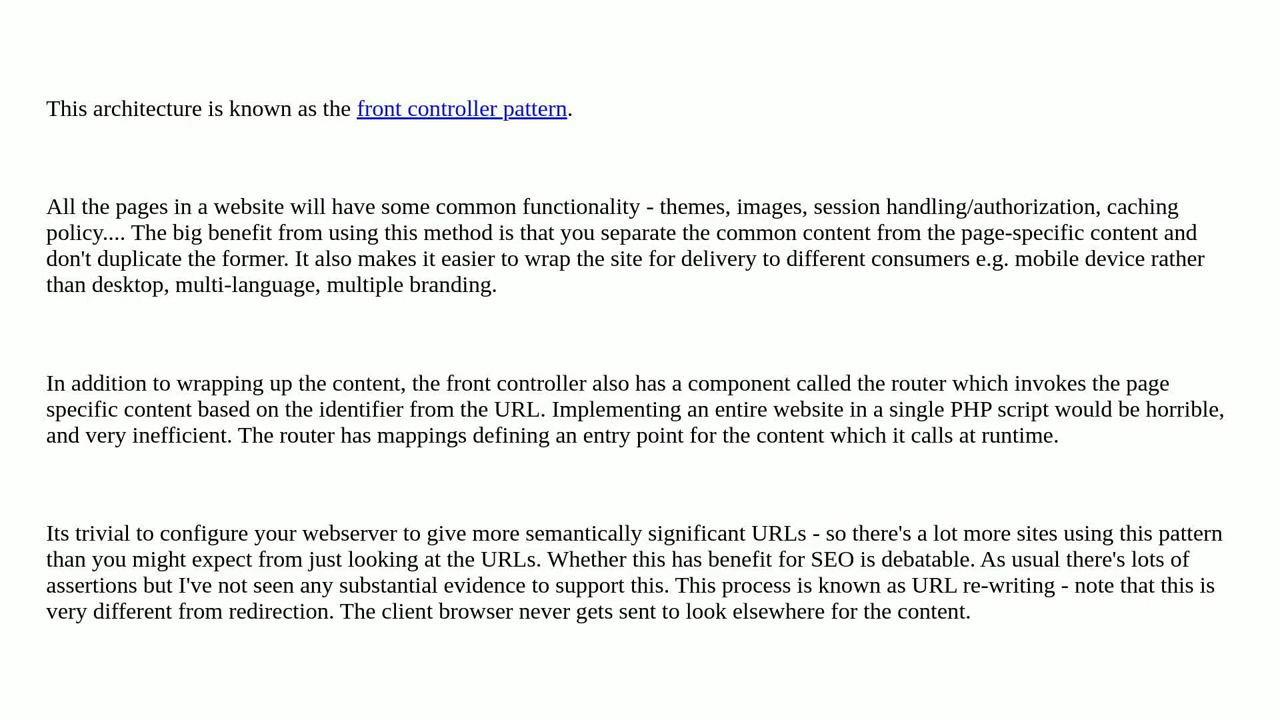 This architecture is known as the front controller pattern.
All the pages in a website will have some common functionality - themes, images, session handling/authorization, caching
policy.... The big benefit from using this method is that you separate the common content from the page-specific content and
don't duplicate the former. It also makes it easier to wrap the site for delivery to different consumers e.g. mobile device rather
than desktop, multi-language, multiple branding.
In addition to wrapping up the content, the front controller also has a component called the router which invokes the page
specific content based on the identifier from the URL. Implementing an entire website in a single PHP script would be horrible,
and very inefficient. The router has mappings defining an entry point for the content which it calls at runtime.
Its trivial to configure your webserver to give more semantically significant URLs - so there's a lot more sites using this pattern
than you might expect from just looking at the URLs. Whether this has benefit for SEO is debatable. As usual there's lots of
assertions but I've not seen any substantial evidence to support this. This process is known as URL re-writing - note that this is
very different from redirection. The client browser never gets sent to look elsewhere for the content.